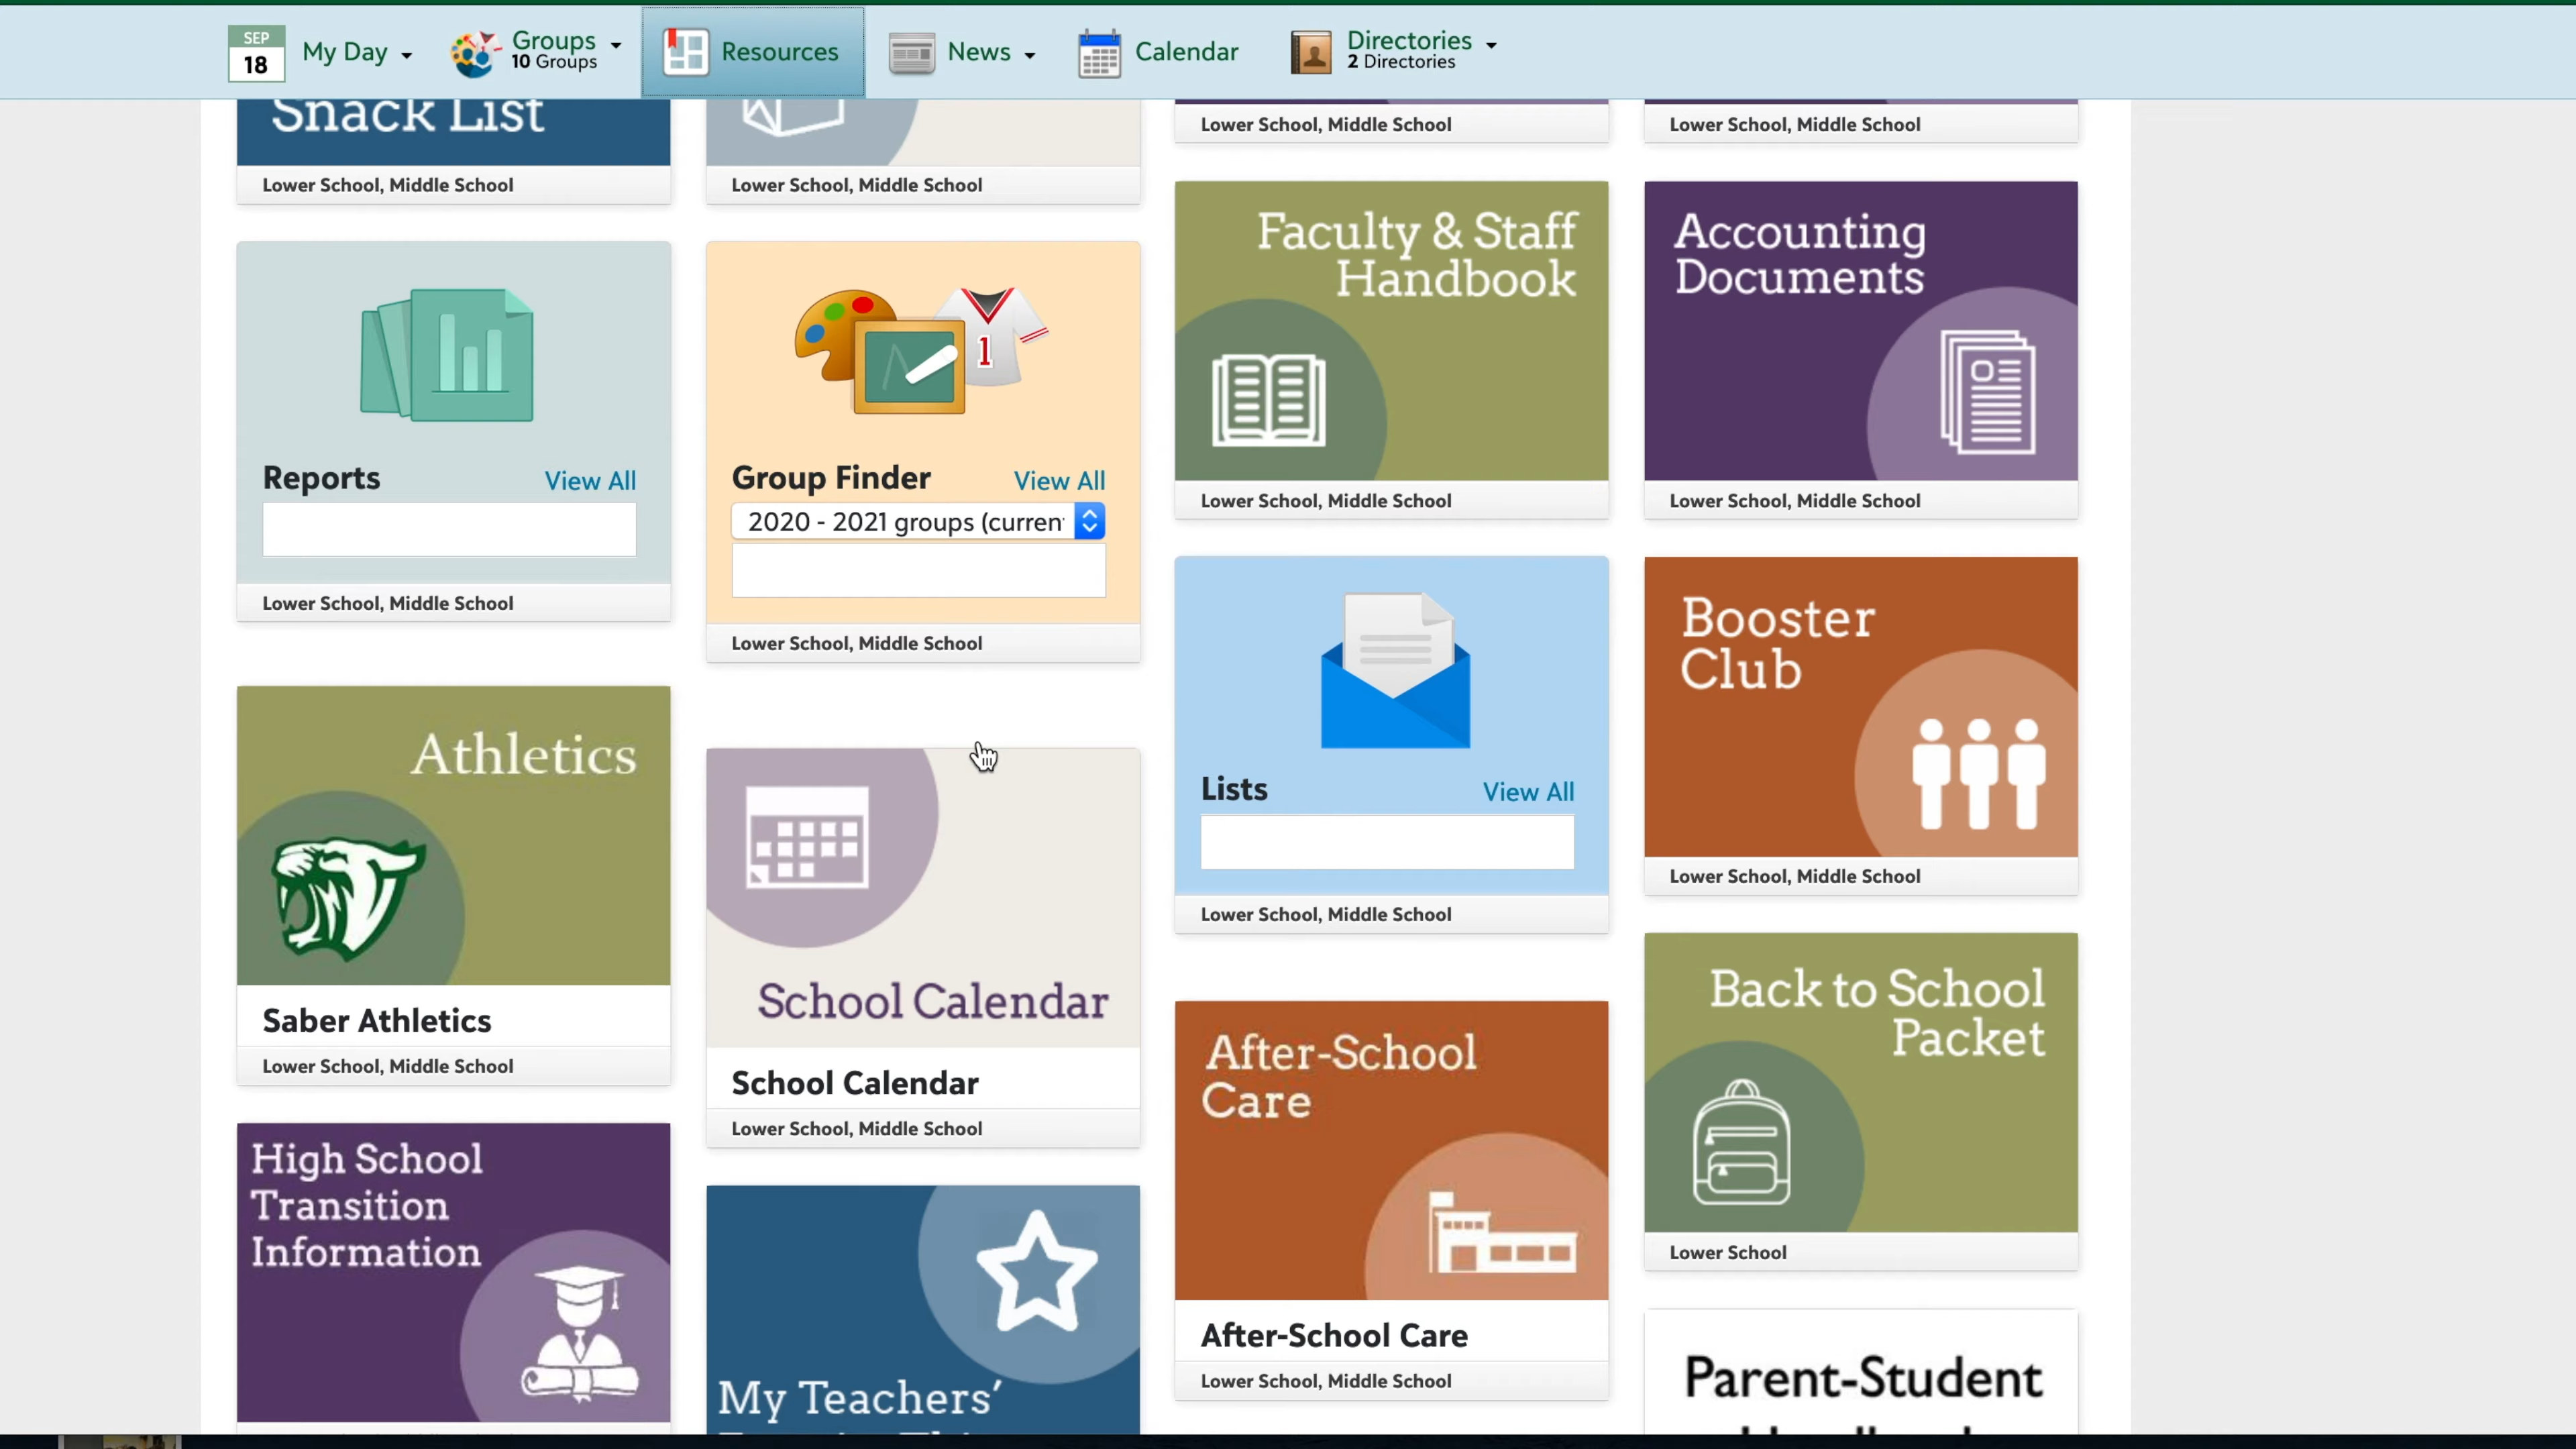 SEP
18
My Day
Groups
10 Groups
Resources
News
Calendar
Directories
2 Directories
Snack List
Lower School, Middle School
Lower School, Middle School
Lower School, Middle School
Lower School, Middle School
Reports
View All
Lower School, Middle School
1
Group Finder
View All
2020 - 2021 groups (curren
Lower School, Middle School
Faculty & Staff
Handbook
Lower School, Middle School
Accounting
Documents
Lower School, Middle School
Athletics
Saber Athletics
Lower School, Middle School
School Calendar
School Calendar
Lower School, Middle School
Lists
View All
Lower School, Middle School
Booster
Club
Lower School, Middle School
High School
Transition
Information
My Teachers'
After-School
Care
After-School Care
Lower School, Middle School
Back to School
Packet
Lower School
Parent-Student